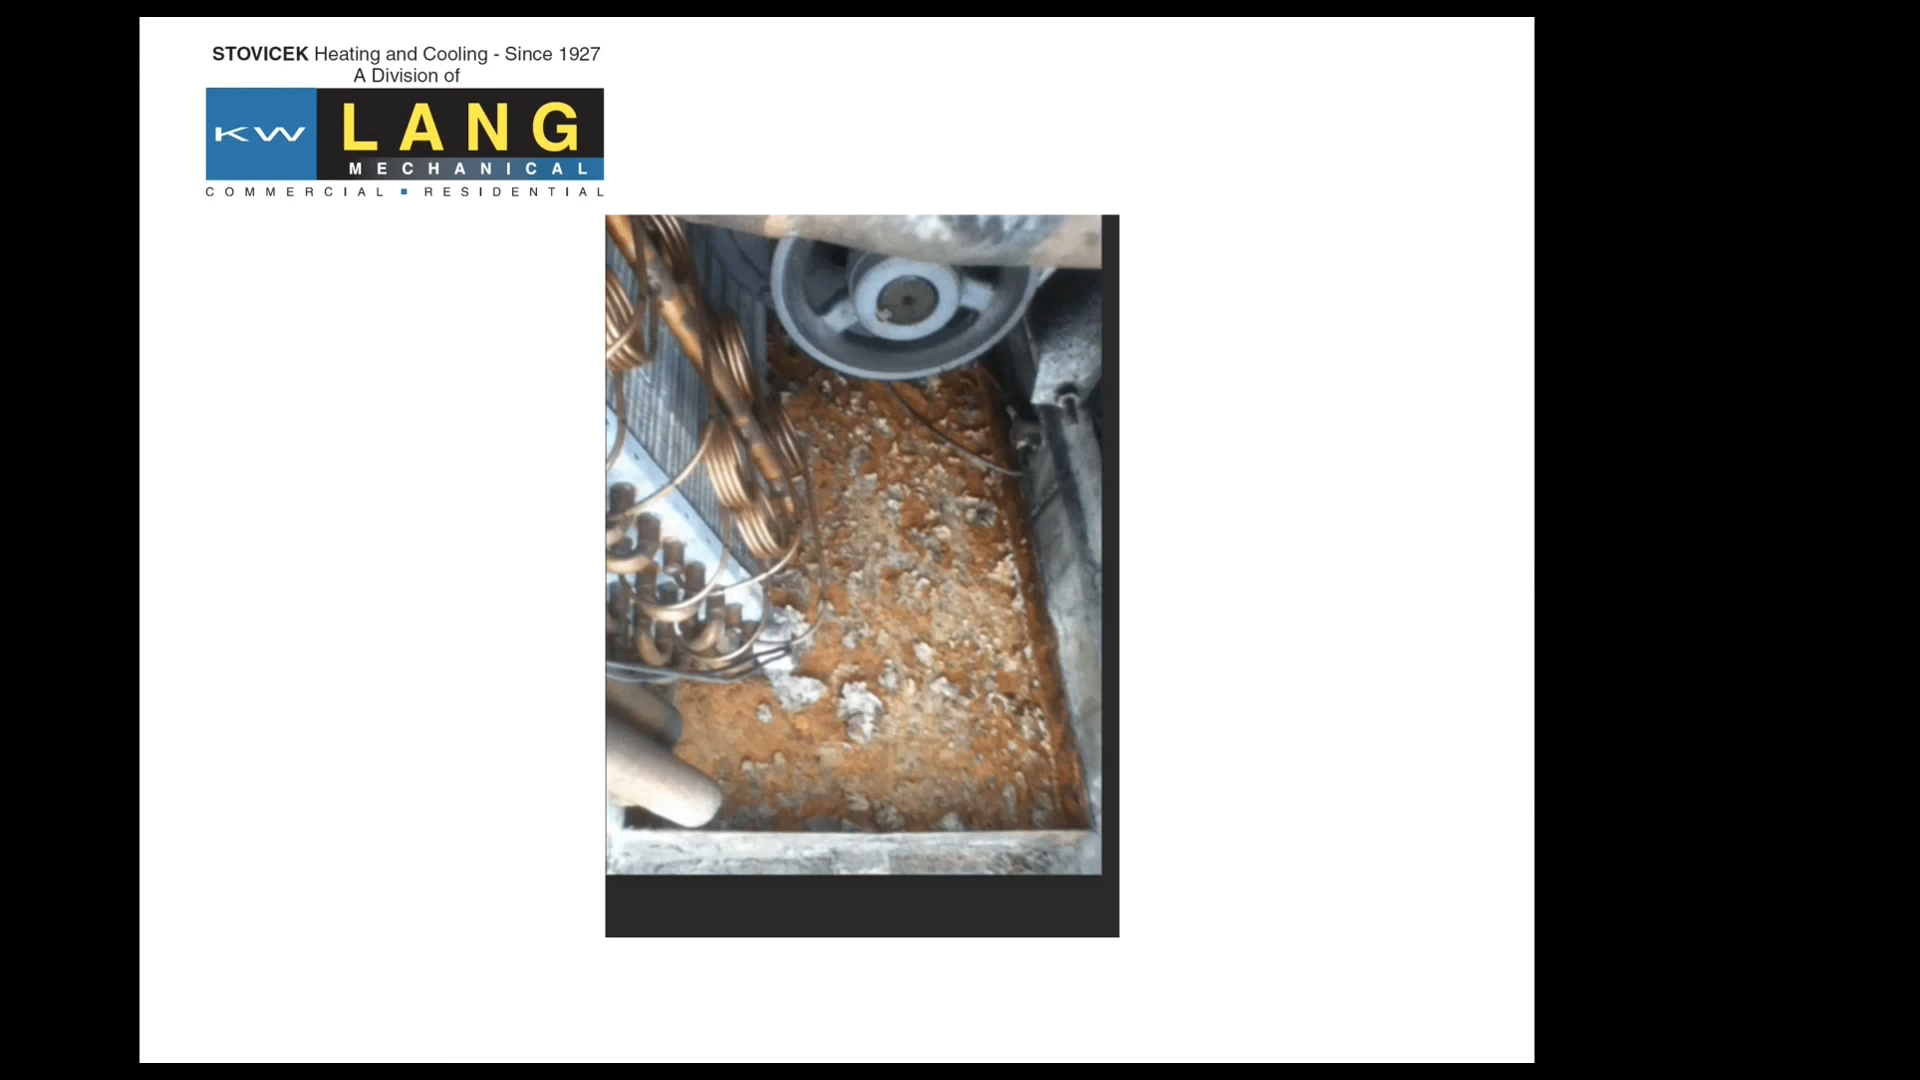 STOVICEK Heating and Cooling - Since 1927
A Division of
KW LANG
MECHANICAL
COMMERCIAL ▪ RESIDENTIAL